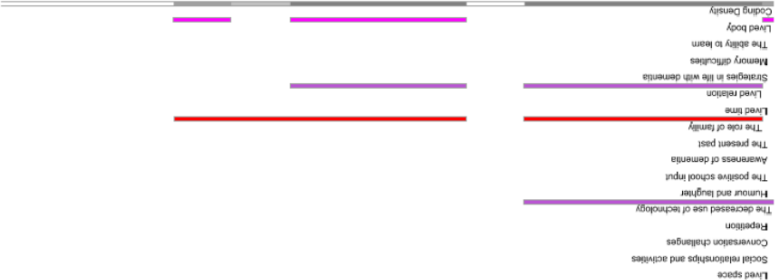 Lived space
Social relationships and activities
Conversation challenges
Repetition
The decreased use of technology
Humour and laughter
The positive school input
Awareness of dementia
The present past
The role of family
Lived time
Lived relation
Strategies in life with dementia
Memory difficulties
The ability to learn
Lived body
Coding Density